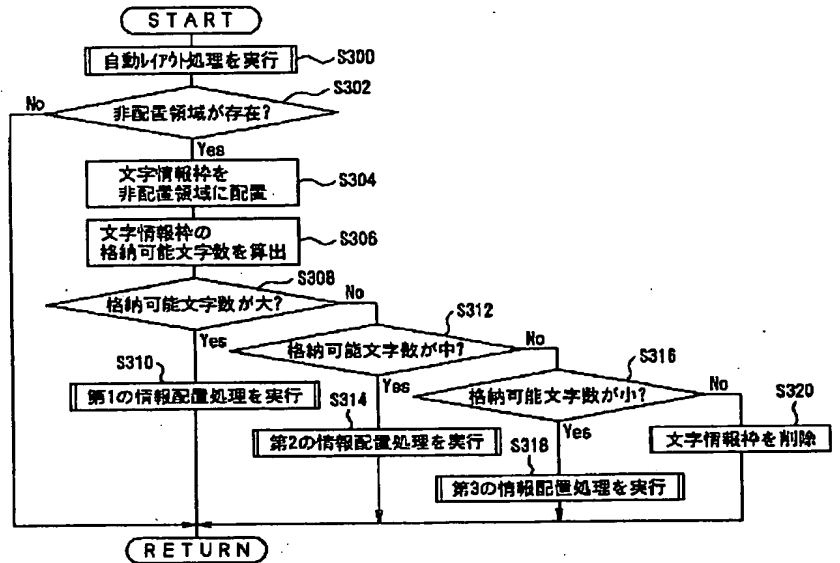 START
自動レイアウト処理を実行
S300
S302
非配置領域が存在?
No
Yes
文字情報枠を
非配置領域に配置
S304
文字情報枠の
格納可能文字数を算出
S306
S308
格納可能文字数が大?
No
Yes
S312
格納可能文字数が中?
No
Yes
S310
第1の情報配置処理を実行
S316
格納可能文字数が小?
No
Yes
S314
第2の情報配置処理を実行
S320
文字情報枠を削除
S318
第3の情報配置処理を実行
RETURN